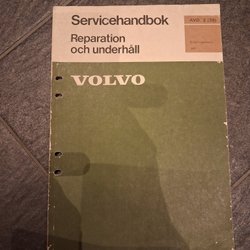 Servicehandbok
Reparation
och underhåll
VOLVO